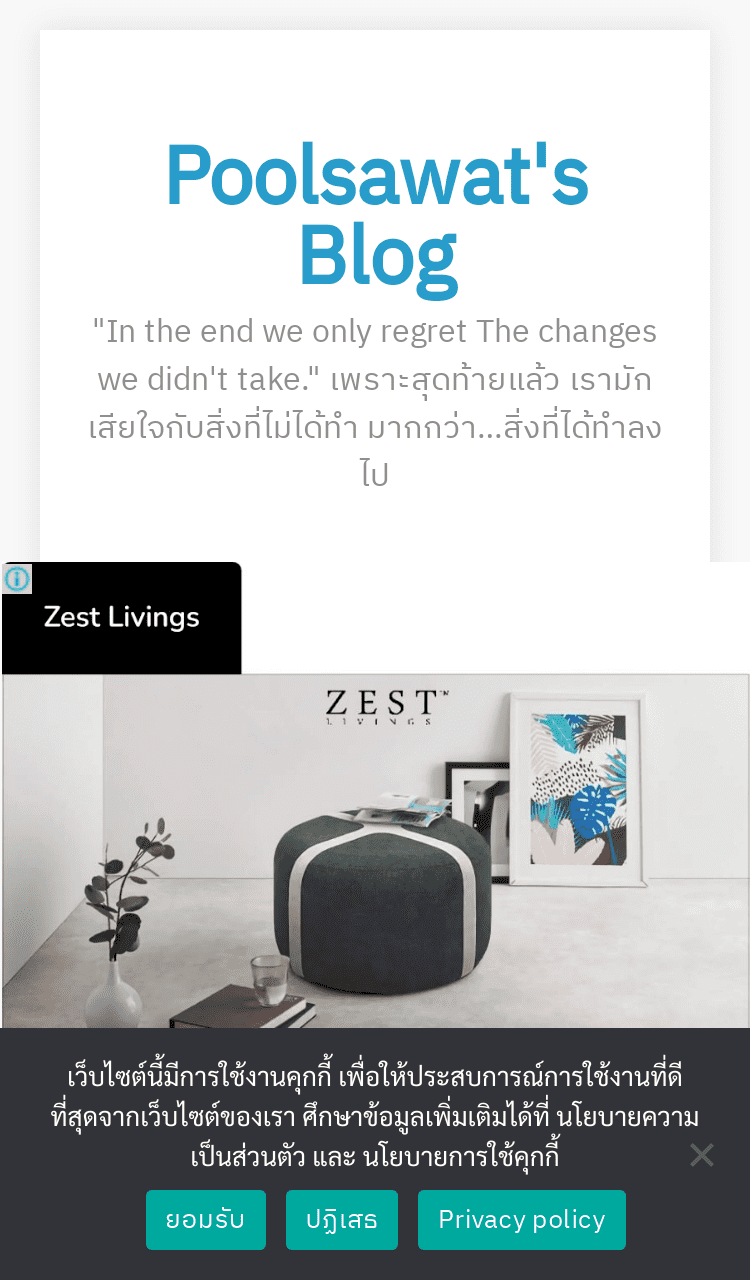 Poolsawat's
Blog
"In the end we only regret The changes
we didn't take." เพราะสุดท้ายแล้ว เรามัก
เสียใจกับสิ่งที่ไม่ได้ทำ มากกว่า...สิ่งที่ได้ทำลง
ไป
Zest Livings
ZEST™
LIVINGS
เว็บไซต์นี้มีการใช้งานคุกกี้ เพื่อให้ประสบการณ์การใช้งานที่ดี
ที่สุดจากเว็บไซต์ของเรา ศึกษาข้อมูลเพิ่มเติมได้ที่ นโยบายความ
เป็นส่วนตัว และ นโยบายการใช้คุกกี้
ยอมรับ
ปฏิเสธ
Privacy policy